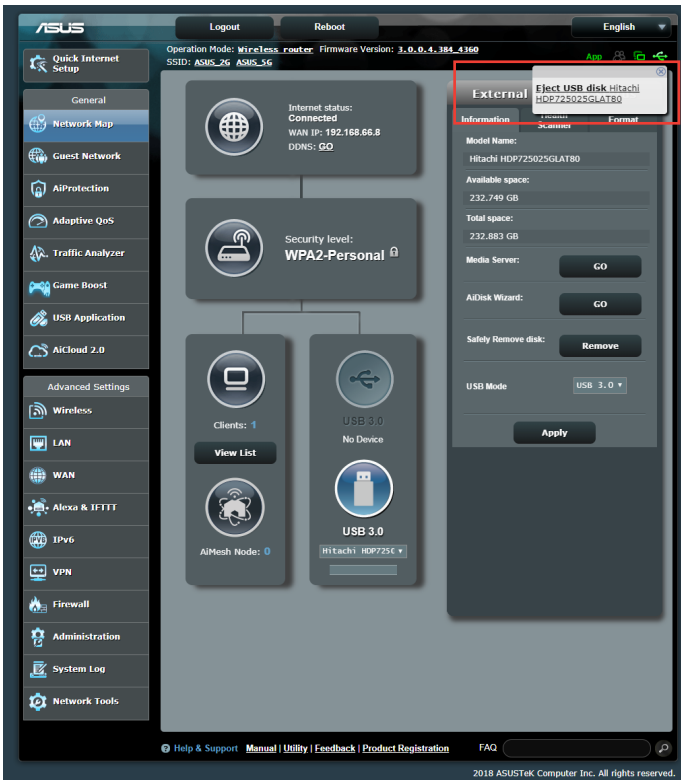 ASUS
Logout
Reboot
English
Quick Internet
Setup
Operation Mode: Wireless router Firmware Version: 3.0.0.4.384_4360
SSID: ASUS_2G ASUS_5G
App
General
Network Map
Guest Network
AiProtection
Adaptive QoS
Traffic Analyzer
Game Boost
USB Application
AiCloud 2.0
Advanced Settings
Wireless
LAN
WAN
Alexa & IFTTT
IPv6
VPN
Firewall
Administration
System Log
Network Tools
Internet status:
Connected
WAN IP: 192.168.66.8
DDNS: GO
Security level:
WPA2-Personal
Clients: 1
View List
AiMesh Node: 0
USB 3.0
No Device
USB 3.0
Hitachi HDP725C
External
Eject USB disk Hitachi
HDP725025GLAT80
Information
Health
Scanner
Format
Model Name:
Hitachi HDP725025GLAT80
Available space:
232.749 GB
Total space:
232.883 GB
Media Server:
GO
AiDisk Wizard:
GO
Safely Remove disk:
Remove
USB Mode
USB 3.0
Apply
Help & Support Manual | Utility | Feedback | Product Registration
FAQ
2018 ASUSTeK Computer Inc. All rights reserved.